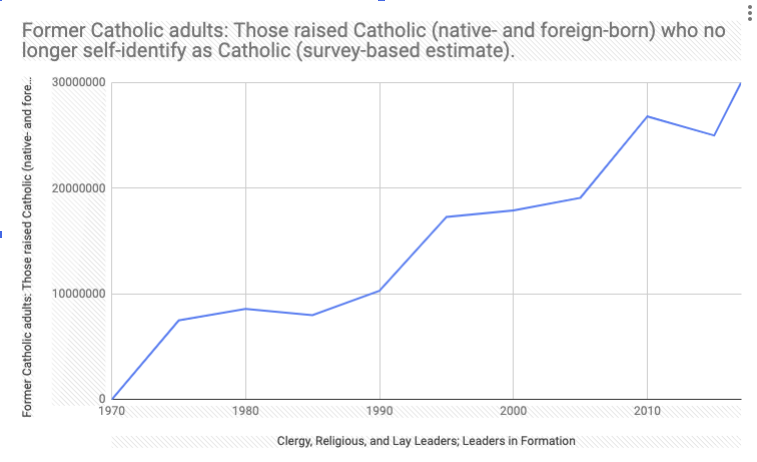 Former Catholic adults: Those raised Catholic (native- and foreign-born) who no
longer self-identify as Catholic (survey-based estimate).
Former Catholic adults: Those raised Catholic (native- and fore...
30000000
20000000
10000000
0
1970
1980
1990
2000
2010
Clergy, Religious, and Lay Leaders; Leaders in Formation